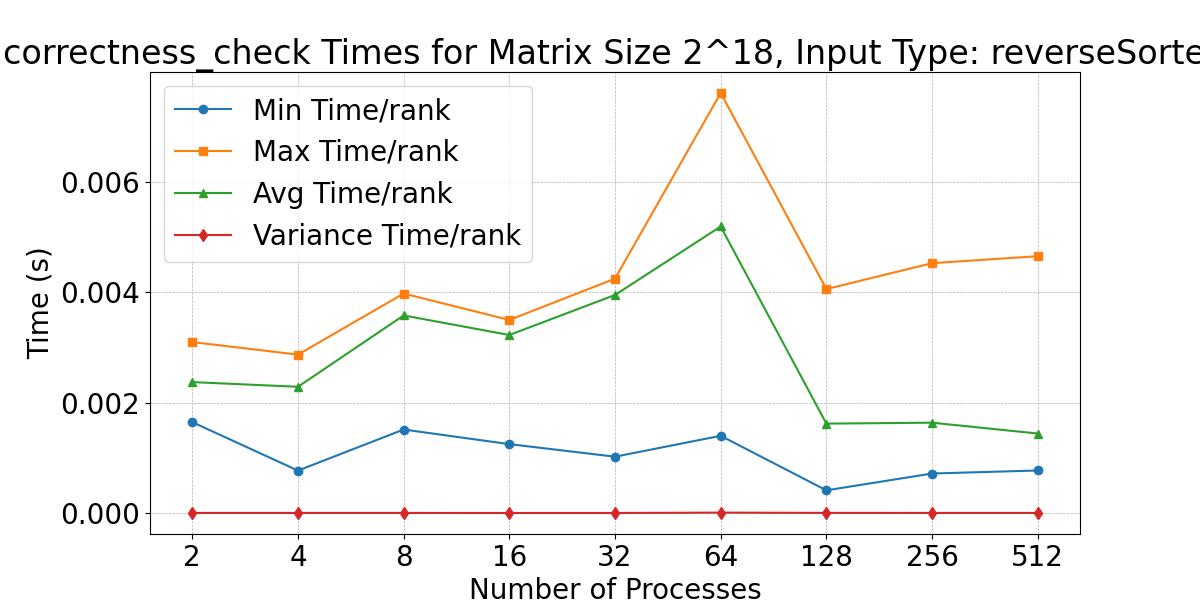 correctness_check Times for Matrix Size 2^18, Input Type: reverseSorte
Min Time/rank
Max Time/rank
Avg Time/rank
Variance Time/rank
0.006
0.004
0.002
0.000
Time (s)
2 4 8 16 32 64 128 256 512
Number of Processes